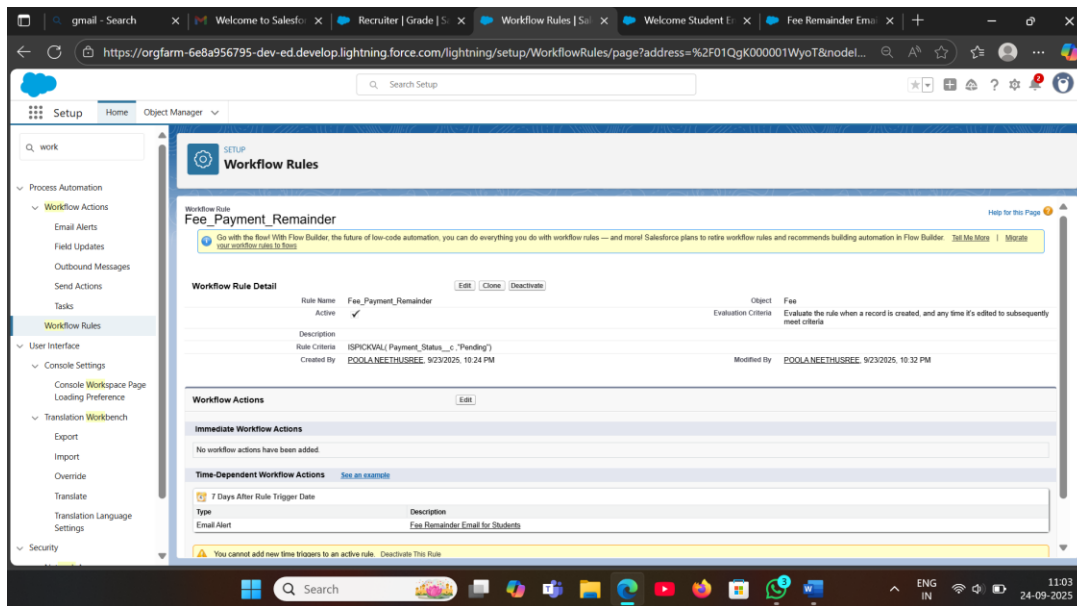 gmail - Search
Welcome to Salesfo
Recruiter | Grade | Sa
Workflow Rules | Sal
Welcome Student Er
Fee Remainder Emai
https://orgfarm-6e8a956795-dev-ed.develop.lightning.force.com/lightning/setup/WorkflowRules/page?address=%2F01QgK000001WyoT&nodeI...
Search Setup
2
Setup Home Object Manager
work
SETUP
Workflow Rules
Process Automation
Workflow Actions
Email Alerts
Field Updates
Outbound Messages
Send Actions
Tasks
Workflow Rules
User Interface
Console Settings
Console Workspace Page
Loading Preference
Translation Workbench
Export
Import
Override
Translate
Translation Language
Settings
Security
Workflow Rule
Fee_Payment_Remainder
Help for this Page
Go with the flow! With Flow Builder, the future of low-code automation, you can do everything you do with workflow rules — and more! Salesforce plans to retire workflow rules and recommends building automation in Flow Builder. Tell Me More | Migrate
your workflow rules to flows
Workflow Rule Detail Edit Clone Deactivate
Rule Name Fee_Payment_Remainder Object Fee
Active ✓ Evaluation Criteria Evaluate the rule when a record is created, and any time it's edited to subsequently
meet criteria
Description
Rule Criteria ISPICKVAL( Payment_Status__c ,"Pending")
Created By POOLA NEETHUSREE, 9/23/2025, 10:24 PM Modified By POOLA NEETHUSREE, 9/23/2025, 10:32 PM
Workflow Actions Edit
Immediate Workflow Actions
No workflow actions have been added.
Time-Dependent Workflow Actions See an example
7 Days After Rule Trigger Date
Type Description
Email Alert Fee Remainder Email for Students
You cannot add new time triggers to an active rule. Deactivate This Rule
Search
3
ENG
IN
11:03
24-09-2025